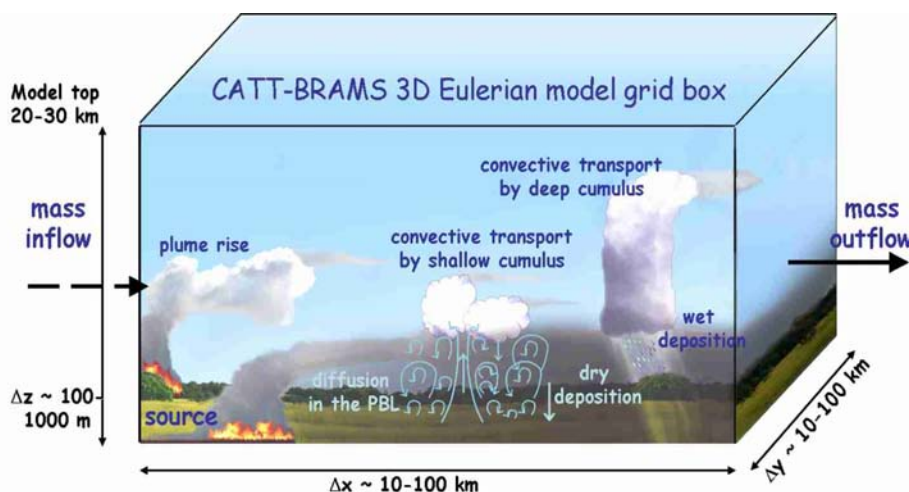 CATT-BRAMS 3D Eulerian model grid box
Model top
20-30 km
convective transport
by deep cumulus
mass
inflow
plume rise
convective transport
by shallow cumulus
mass
outflow
wet
deposition
diffusion
in the PBL
dry
deposition
Δz ~ 100-
1000 m
source
Δx ~ 10-100 km
Δy ~ 10-100 km